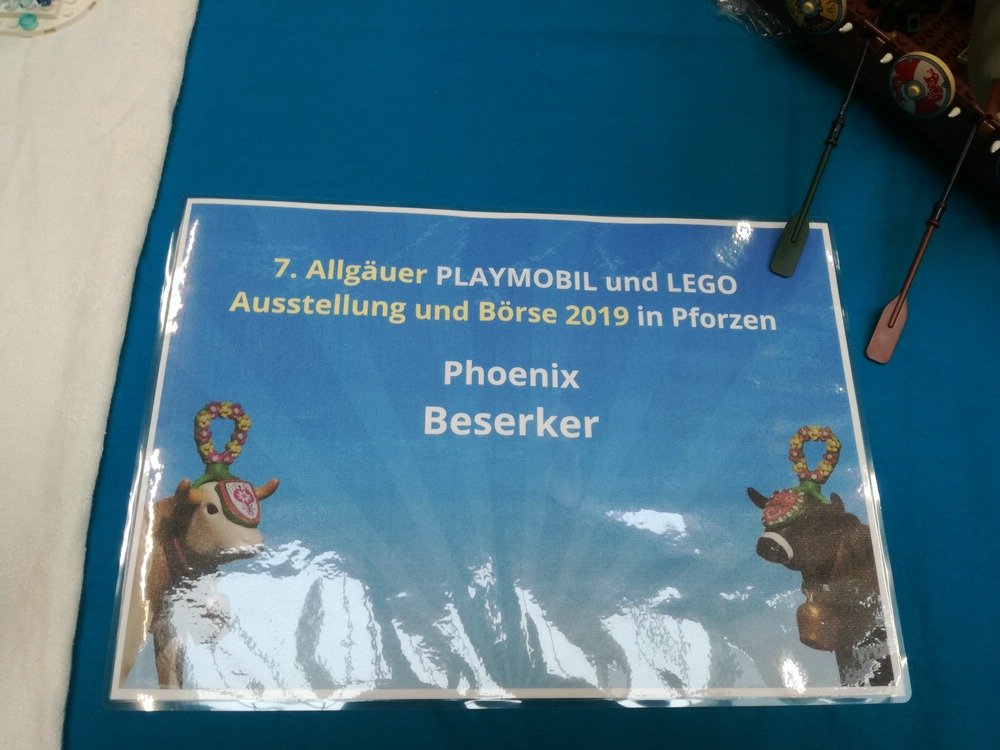 7. Allgäuer PLAYMOBIL und LEGO
Ausstellung und Börse 2019 in Pforzen
Phoenix
Beserker